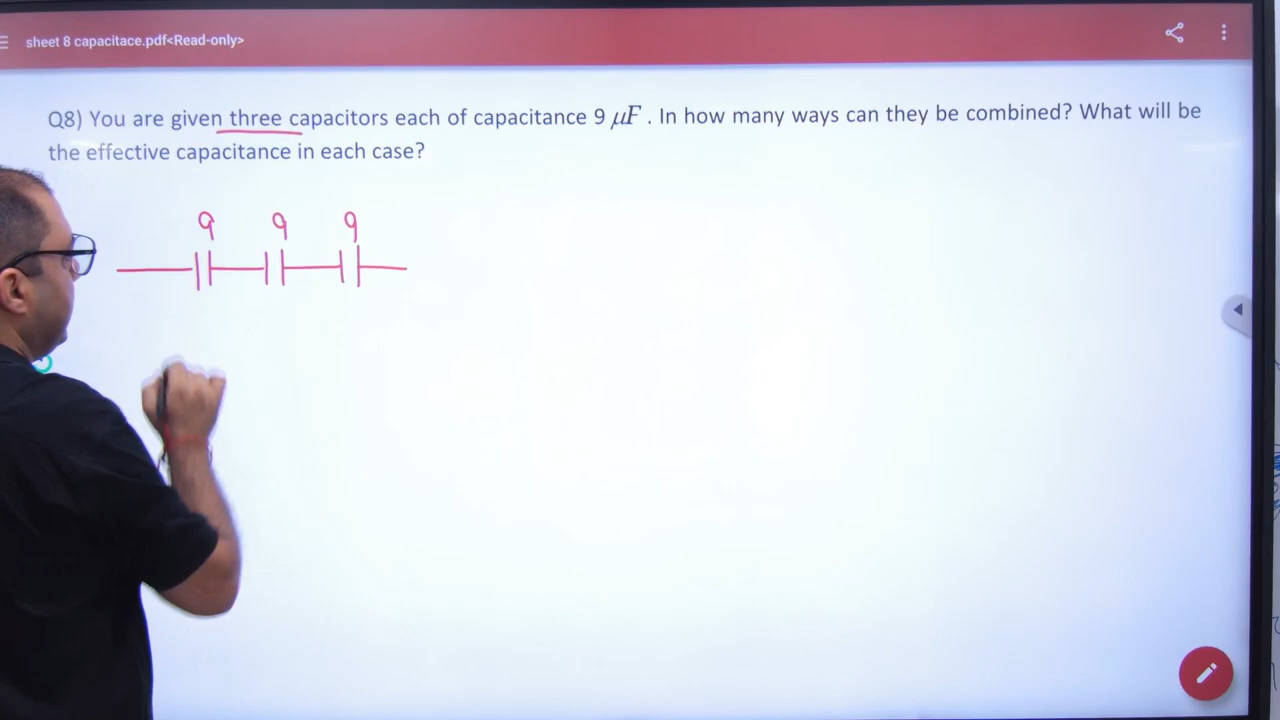 sheet 8 capacitace.pdf<Read-only>
Q8) You are given three capacitors each of capacitance 9 μF . In how many ways can they be combined? What will be
the effective capacitance in each case?
9 9 9